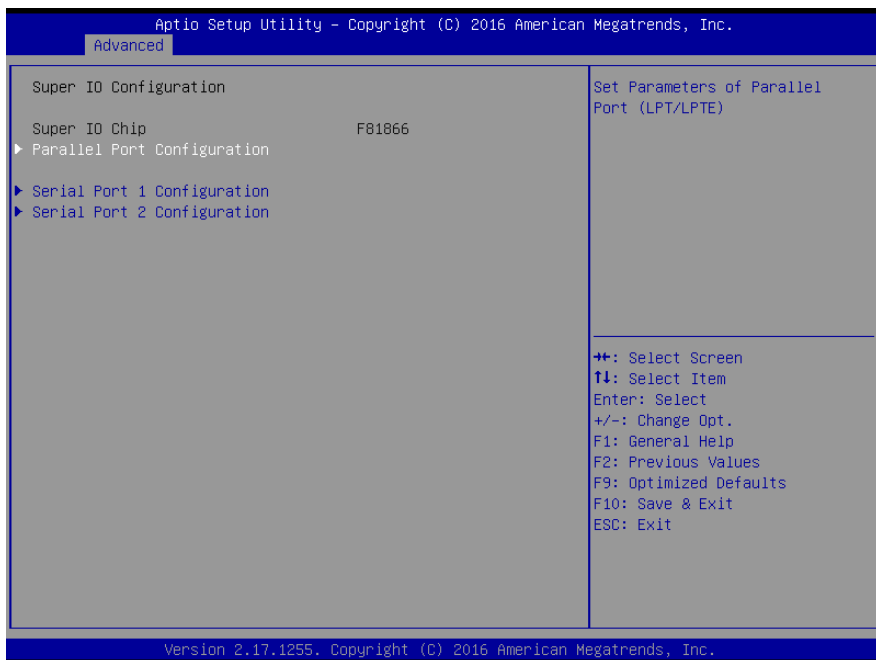 Aptio Setup Utility – Copyright (C) 2016 American Megatrends, Inc.
Advanced
Super IO Configuration
Super IO Chip F81866
▶ Parallel Port Configuration
▶ Serial Port 1 Configuration
▶ Serial Port 2 Configuration
Set Parameters of Parallel
Port (LPT/LPTE)
→←: Select Screen
↑↓: Select Item
Enter: Select
+/-: Change Opt.
F1: General Help
F2: Previous Values
F9: Optimized Defaults
F10: Save & Exit
ESC: Exit
Version 2.17.1255. Copyright (C) 2016 American Megatrends, Inc.